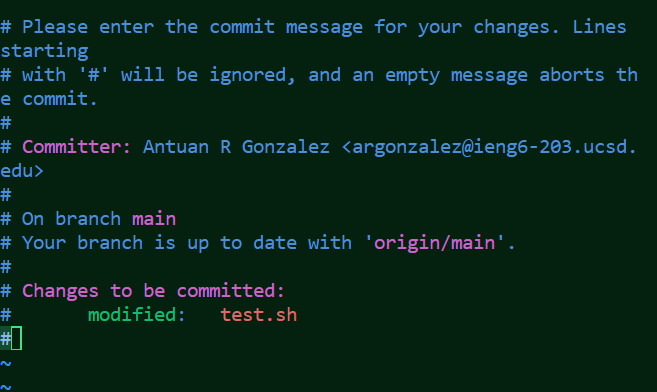 # Please enter the commit message for your changes. Lines
starting
# with '#' will be ignored, and an empty message aborts th
e commit.
#
# Committer: Antuan R Gonzalez <argonzalez@ieng6-203.ucsd.
edu>
#
# On branch main
# Your branch is up to date with 'origin/main'.
#
# Changes to be committed:
#       modified:   test.sh
#
~
~